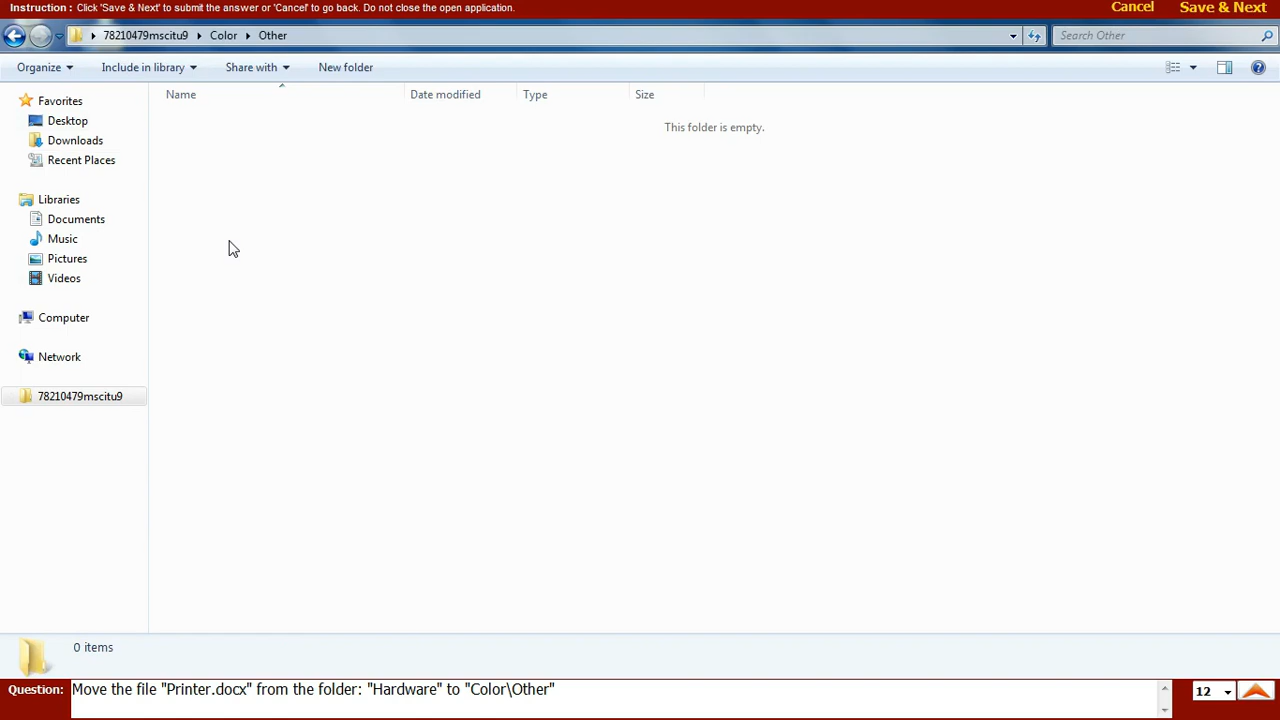 Instruction : Click 'Save & Next' to submit the answer or 'Cancel' to go back. Do not close the open application.
Cancel Save & Next
78210479mscitu9 Color Other
Search Other
Organize Include in library Share with New folder
Name Date modified Type Size
This folder is empty.
Favorites
Desktop
Downloads
Recent Places
Libraries
Documents
Music
Pictures
Videos
Computer
Network
78210479mscitu9
0 items
Question: Move the file "Printer.docx" from the folder: "Hardware" to "Color\Other"
12